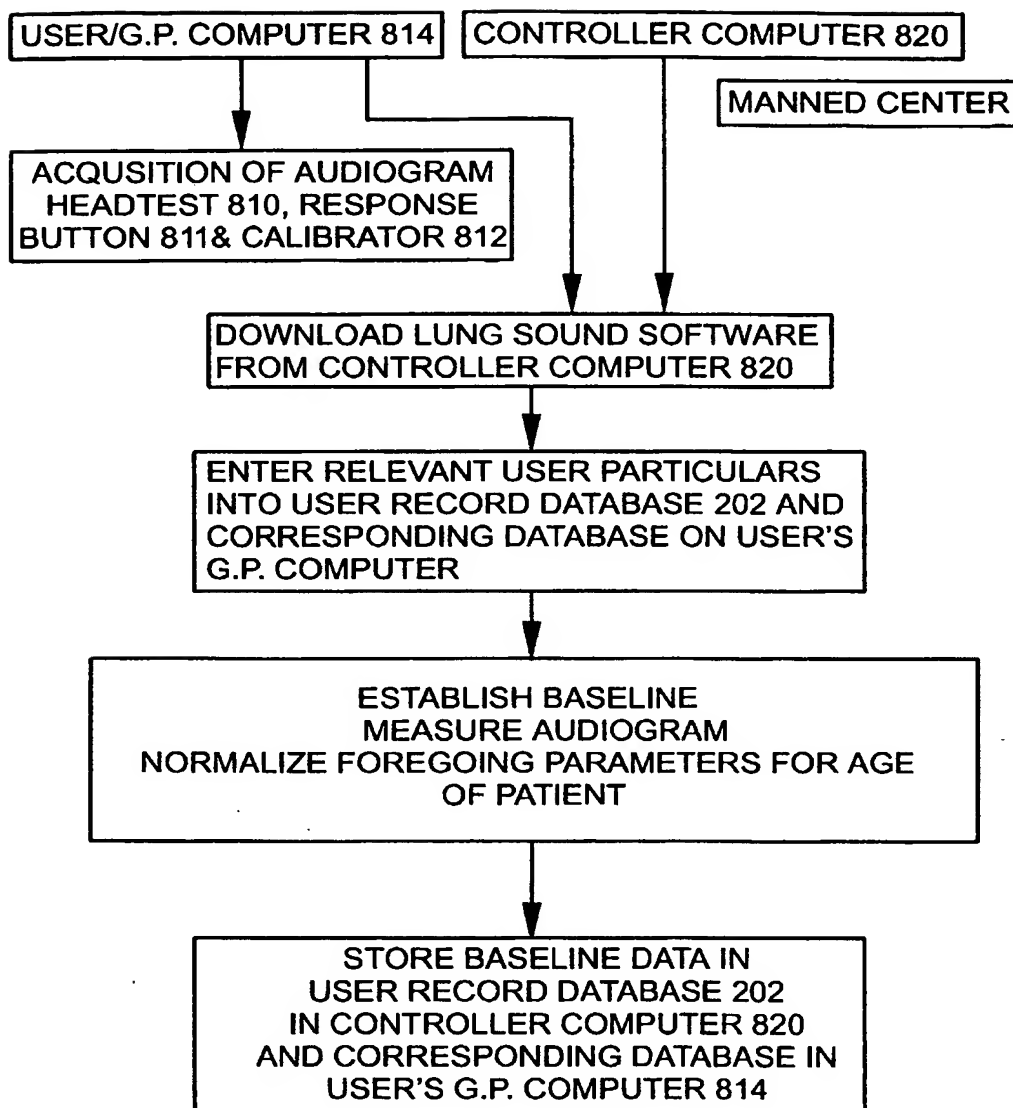 USER/G.P. COMPUTER 814
CONTROLLER COMPUTER 820
MANNED CENTER
ACQUSITION OF AUDIOGRAM
HEADTEST 810, RESPONSE
BUTTON 811& CALIBRATOR 812
DOWNLOAD LUNG SOUND SOFTWARE
FROM CONTROLLER COMPUTER 820
ENTER RELEVANT USER PARTICULARS
INTO USER RECORD DATABASE 202 AND
CORRESPONDING DATABASE ON USER'S
G.P. COMPUTER
ESTABLISH BASELINE
MEASURE AUDIOGRAM
NORMALIZE FOREGOING PARAMETERS FOR AGE
OF PATIENT
STORE BASELINE DATA IN
USER RECORD DATABASE 202
IN CONTROLLER COMPUTER 820
AND CORRESPONDING DATABASE IN
USER'S G.P. COMPUTER 814